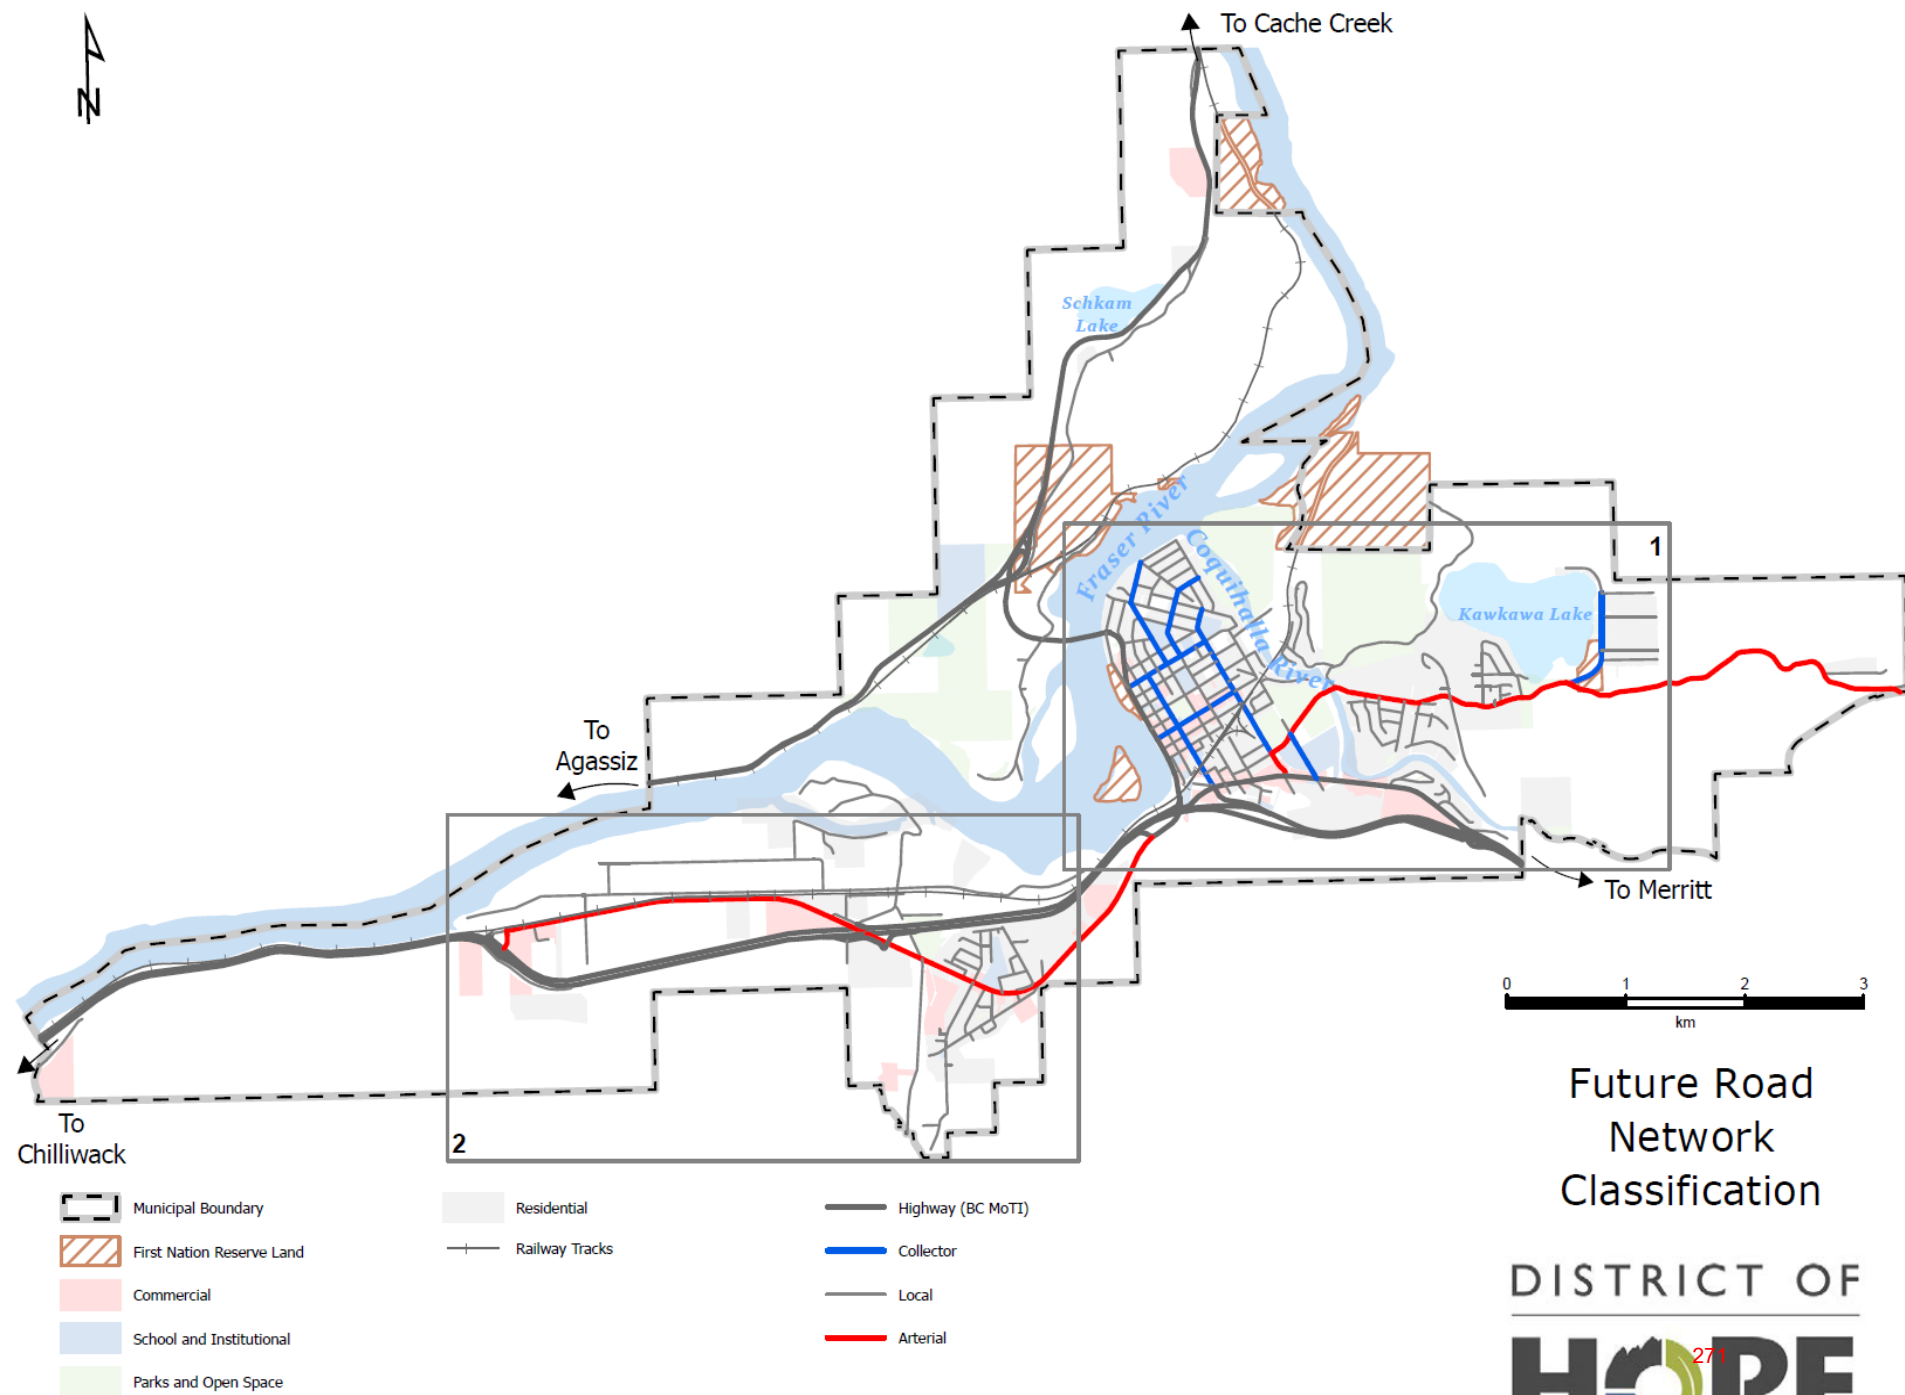 To Cache Creek
N
Schkam
Lake
Fraser River
Coquihalla River
1
Kawkawa Lake
To
Agassiz
To Merritt
2
To
Chilliwack
0 1 2 3
km
Future Road
Network
Classification
Municipal Boundary
First Nation Reserve Land
Commercial
School and Institutional
Parks and Open Space
Residential
Railway Tracks
Highway (BC MoTI)
Collector
Local
Arterial
DISTRICT OF
HOPE
271